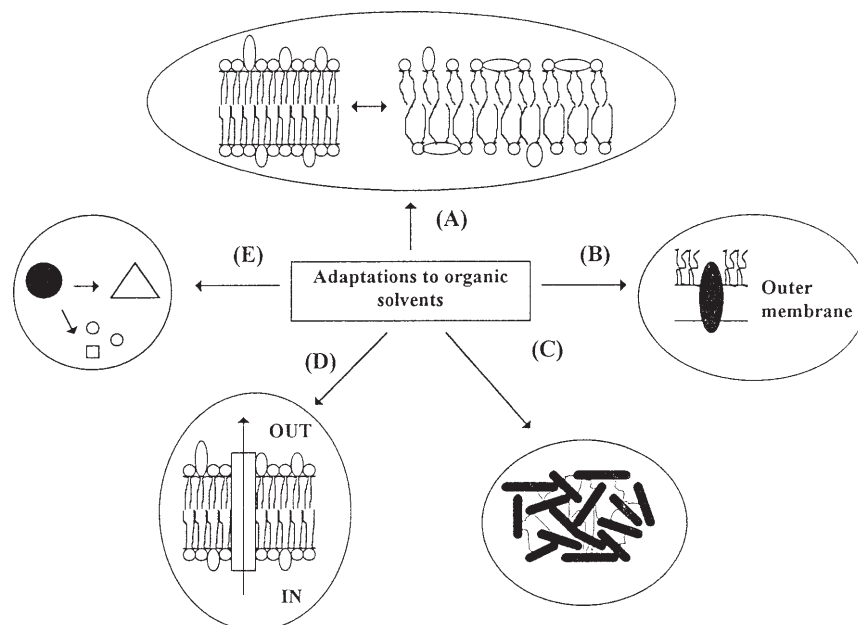 (A)
(E)
(B)
Adaptations to organic
solvents
Outer
membrane
(D)
(C)
OUT
IN